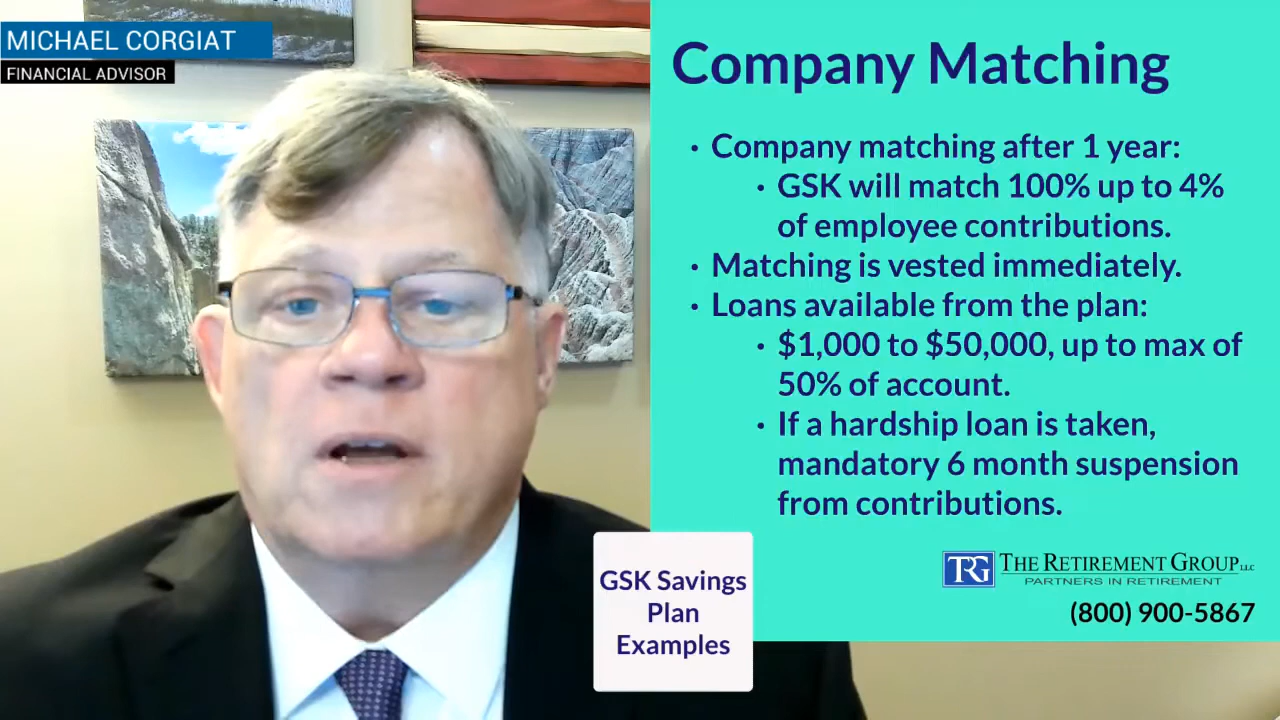 MICHAEL CORGIAT
FINANCIAL ADVISOR
Company Matching
• Company matching after 1 year:
• GSK will match 100% up to 4%
of employee contributions.
• Matching is vested immediately.
• Loans available from the plan:
• $1,000 to $50,000, up to max of
50% of account.
• If a hardship loan is taken,
mandatory 6 month suspension
from contributions.
GSK Savings
Plan
Examples
TRG THE RETIREMENT GROUP LLC
PARTNERS IN RETIREMENT
(800) 900-5867